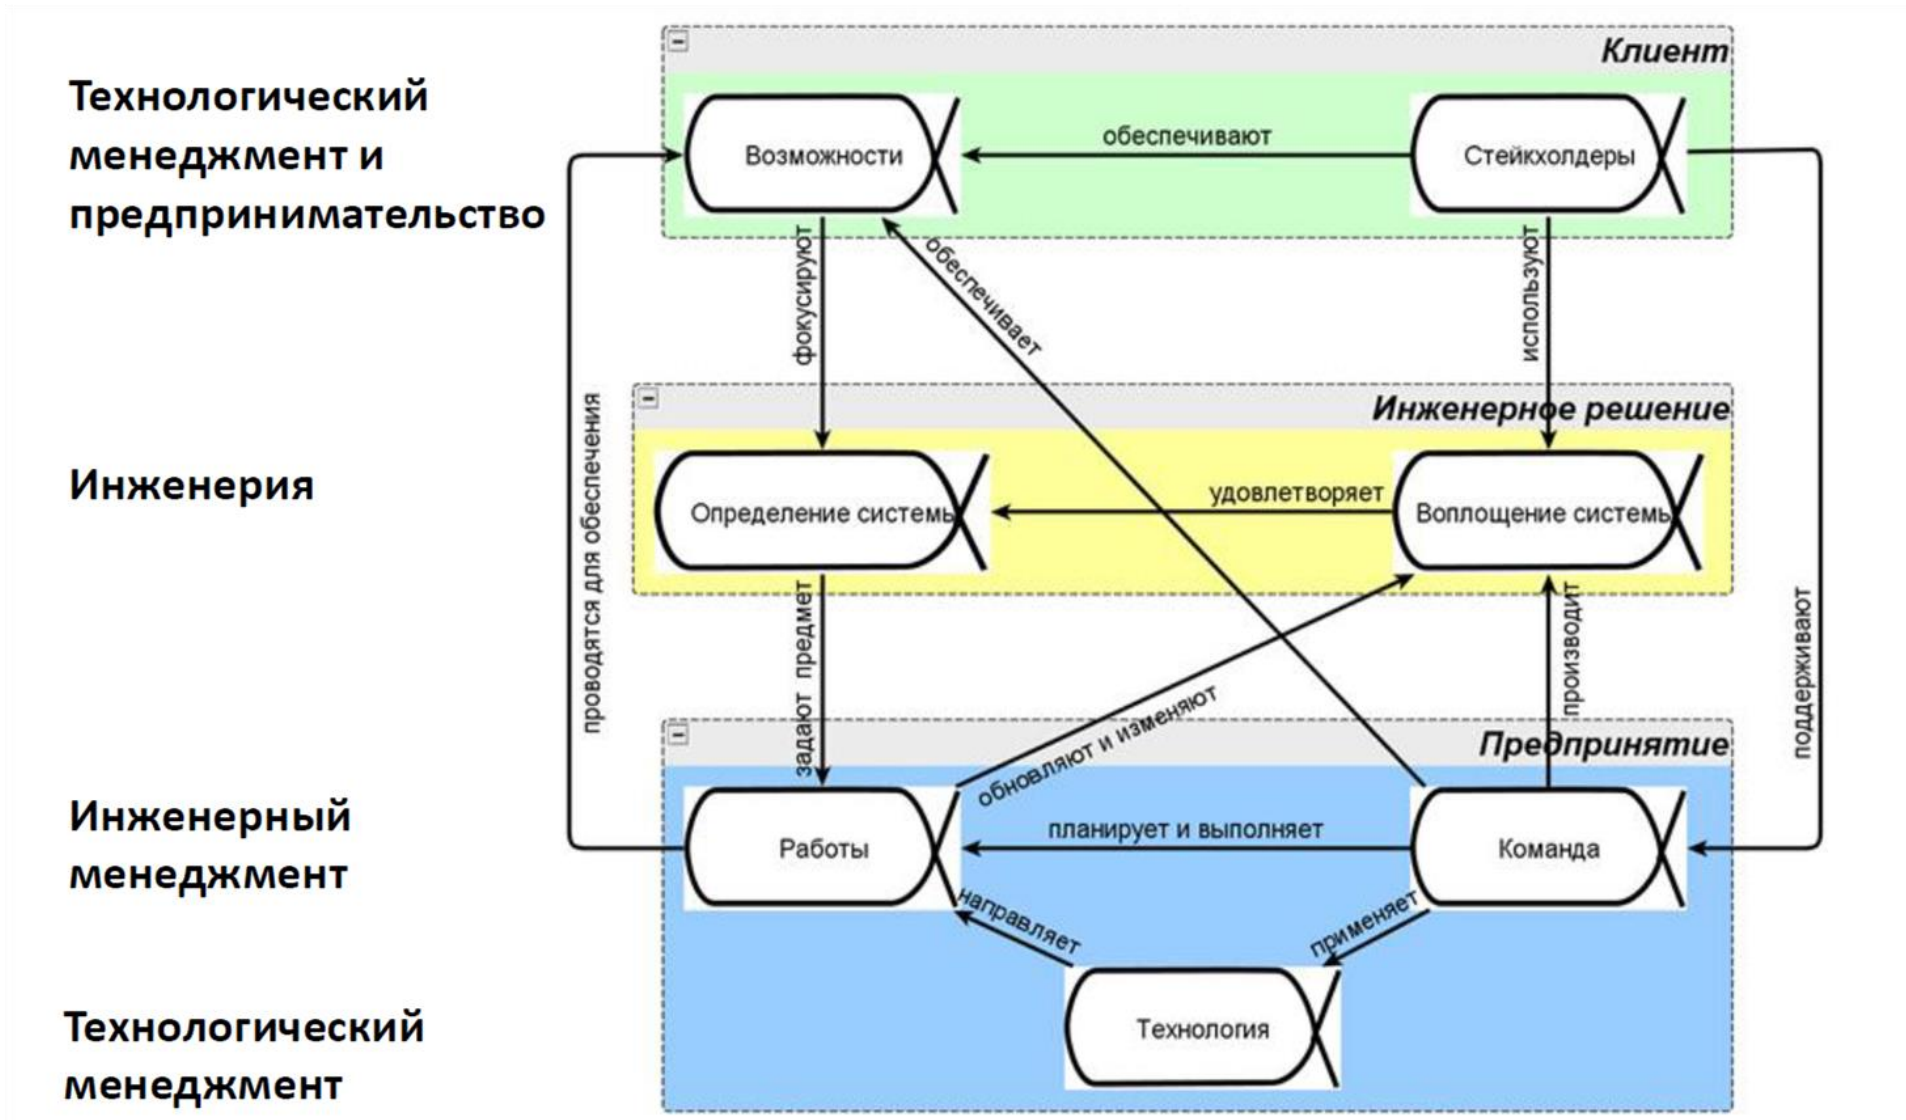 Технологический
менеджмент и
предпринимательство
Инженерия
Инженерный
менеджмент
Технологический
менеджмент
Клиент
Возможности
обеспечивают
Стейкхолдеры
фокусируют
обеспечивает
используют
проводятся для обеспечения
Инженерное решение
Определение системы
удовлетворяет
Воплощение системы
задают предмет
обновляют и изменяют
производит
поддерживают
Предприятие
Работы
планирует и выполняет
Команда
направляет
применяет
Технология